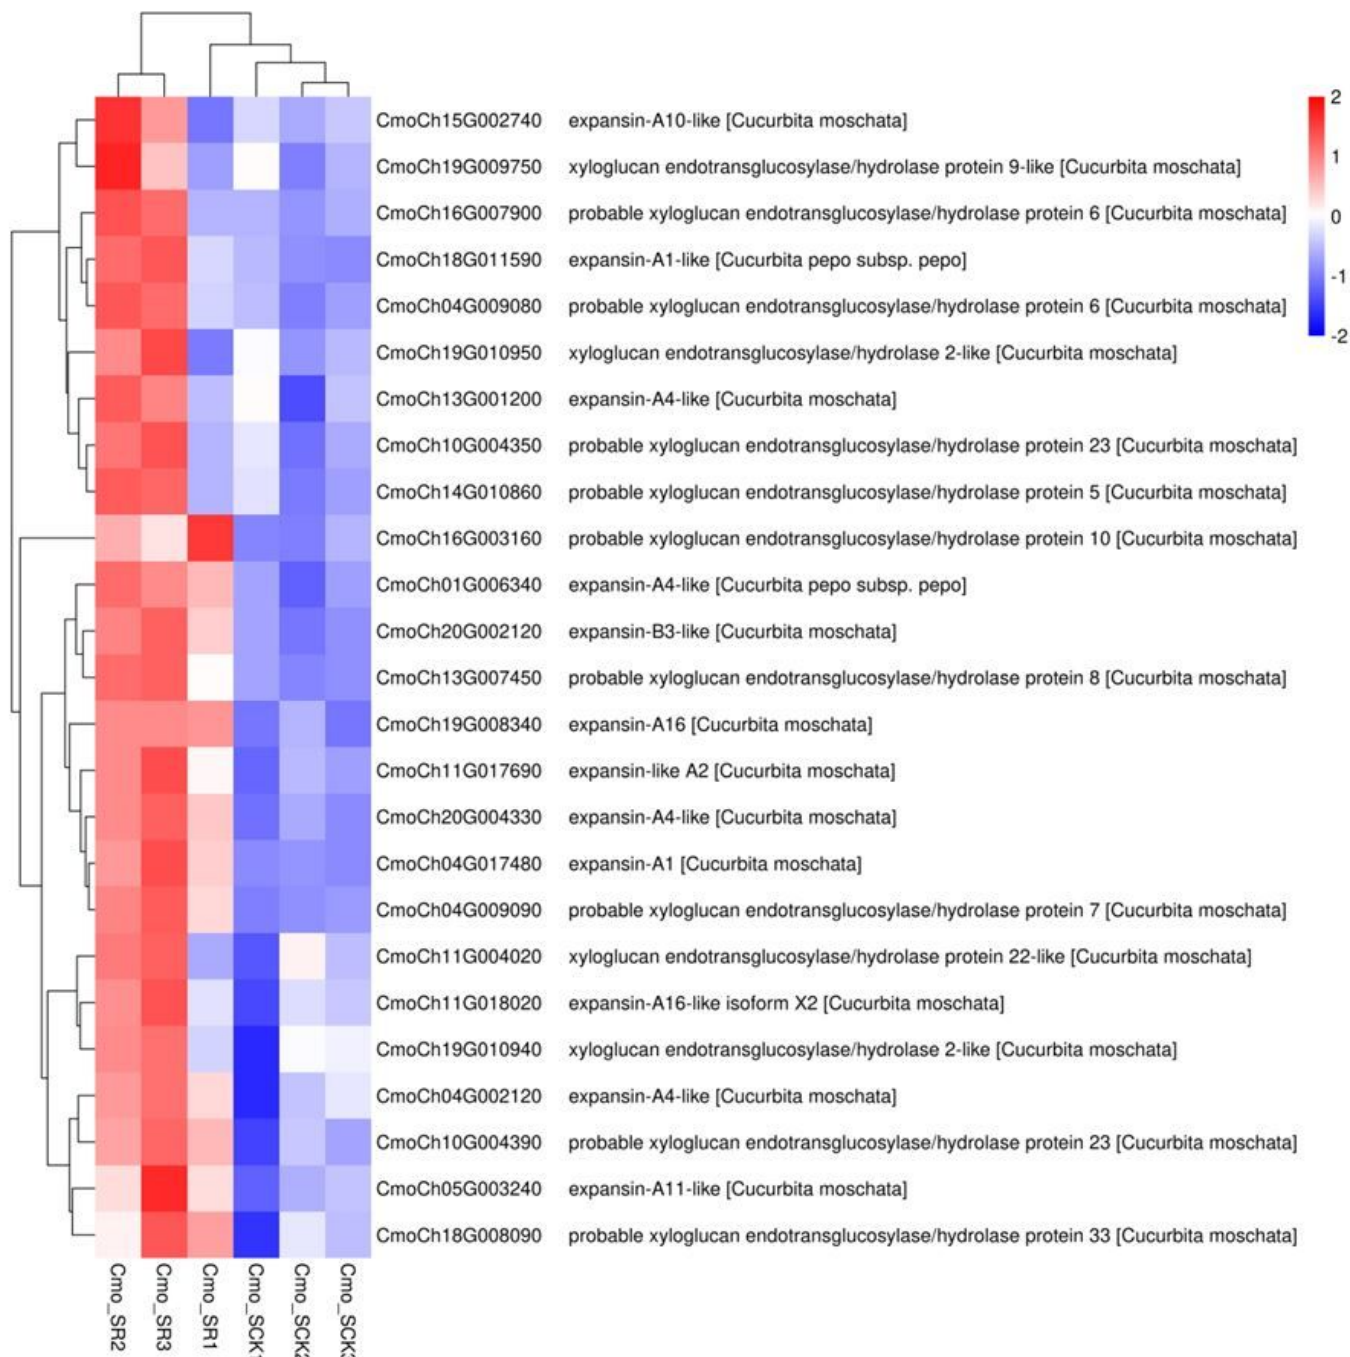 CmoCh15G002740 expansin-A10-like [Cucurbita moschata]
CmoCh19G009750 xyloglucan endotransglucosylase/hydrolase protein 9-like [Cucurbita moschata]
CmoCh16G007900 probable xyloglucan endotransglucosylase/hydrolase protein 6 [Cucurbita moschata]
CmoCh18G011590 expansin-A1-like [Cucurbita pepo subsp. pepo]
CmoCh04G009080 probable xyloglucan endotransglucosylase/hydrolase protein 6 [Cucurbita moschata]
CmoCh19G010950 xyloglucan endotransglucosylase/hydrolase 2-like [Cucurbita moschata]
CmoCh13G001200 expansin-A4-like [Cucurbita moschata]
CmoCh10G004350 probable xyloglucan endotransglucosylase/hydrolase protein 23 [Cucurbita moschata]
CmoCh14G010860 probable xyloglucan endotransglucosylase/hydrolase protein 5 [Cucurbita moschata]
CmoCh16G003160 probable xyloglucan endotransglucosylase/hydrolase protein 10 [Cucurbita moschata]
CmoCh01G006340 expansin-A4-like [Cucurbita pepo subsp. pepo]
CmoCh20G002120 expansin-B3-like [Cucurbita moschata]
CmoCh13G007450 probable xyloglucan endotransglucosylase/hydrolase protein 8 [Cucurbita moschata]
CmoCh19G008340 expansin-A16 [Cucurbita moschata]
CmoCh11G017690 expansin-like A2 [Cucurbita moschata]
CmoCh20G004330 expansin-A4-like [Cucurbita moschata]
CmoCh04G017480 expansin-A1 [Cucurbita moschata]
CmoCh04G009090 probable xyloglucan endotransglucosylase/hydrolase protein 7 [Cucurbita moschata]
CmoCh11G004020 xyloglucan endotransglucosylase/hydrolase protein 22-like [Cucurbita moschata]
CmoCh11G018020 expansin-A16-like isoform X2 [Cucurbita moschata]
CmoCh19G010940 xyloglucan endotransglucosylase/hydrolase 2-like [Cucurbita moschata]
CmoCh04G002120 expansin-A4-like [Cucurbita moschata]
CmoCh10G004390 probable xyloglucan endotransglucosylase/hydrolase protein 23 [Cucurbita moschata]
CmoCh05G003240 expansin-A11-like [Cucurbita moschata]
CmoCh18G008090 probable xyloglucan endotransglucosylase/hydrolase protein 33 [Cucurbita moschata]
2
1
0
-1
-2
Cmo_SR2
Cmo_SR3
Cmo_SR1
Cmo_SCK1
Cmo_SCK2
Cmo_SCK3